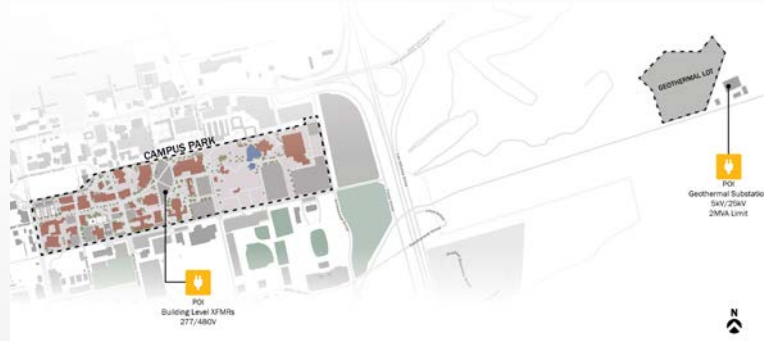 CAMPUS PARK
GEOTHERMAL LOT
POI
Geothermal Substatio
5kV/25kV
2MVA Limit
POI
Building Level XFMRs
277/480V
N